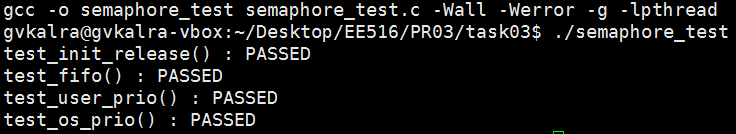 gcc -o semaphore_test semaphore_test.c -Wall -Werror -g -lpthread
gvkalra@gvkalra-vbox:~/Desktop/EE516/PR03/task03$ ./semaphore_test
test_init_release() : PASSED
test_fifo() : PASSED
test_user_prio() : PASSED
test_os_prio() : PASSED